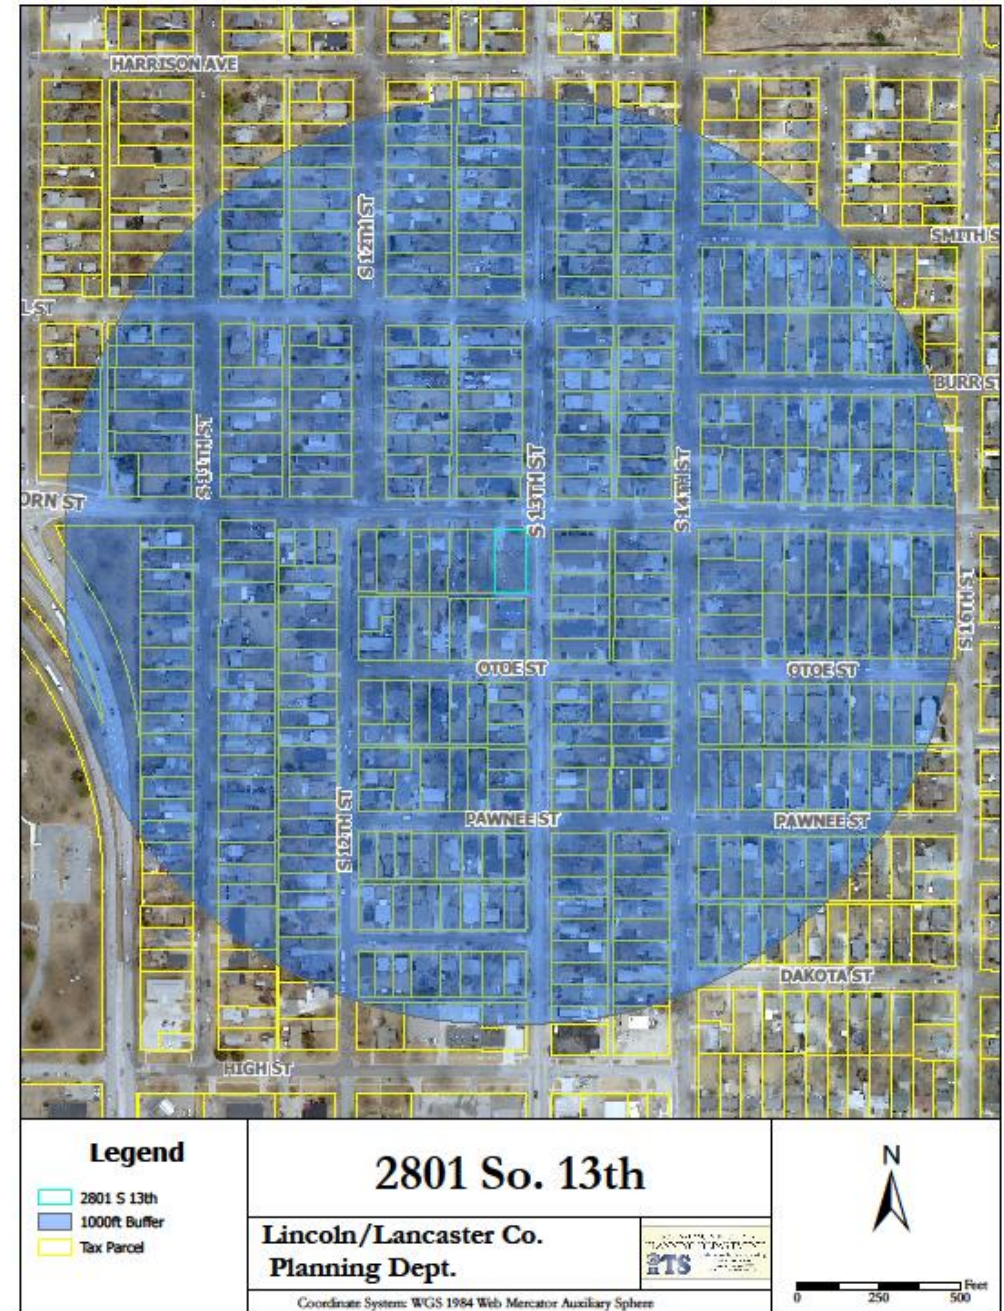 HARRISON AVE
S 12TH ST
SMITH S
L ST
BURR S
S 11TH ST
S 13TH ST
S 14TH ST
ORN ST
S 16TH ST
OTOE ST
OTOE ST
S 12TH ST
PAWNEE ST
PAWNEE ST
DAKOTA ST
HIGH ST
Legend
2801 S 13th
1000ft Buffer
Tax Parcel
2801 So. 13th
Lincoln/Lancaster Co.
Planning Dept.
PLANNING DEPARTMENT
ITS
Coordinate System: WGS 1984 Web Mercator Auxiliary Sphere
N
Feet
0 250 500